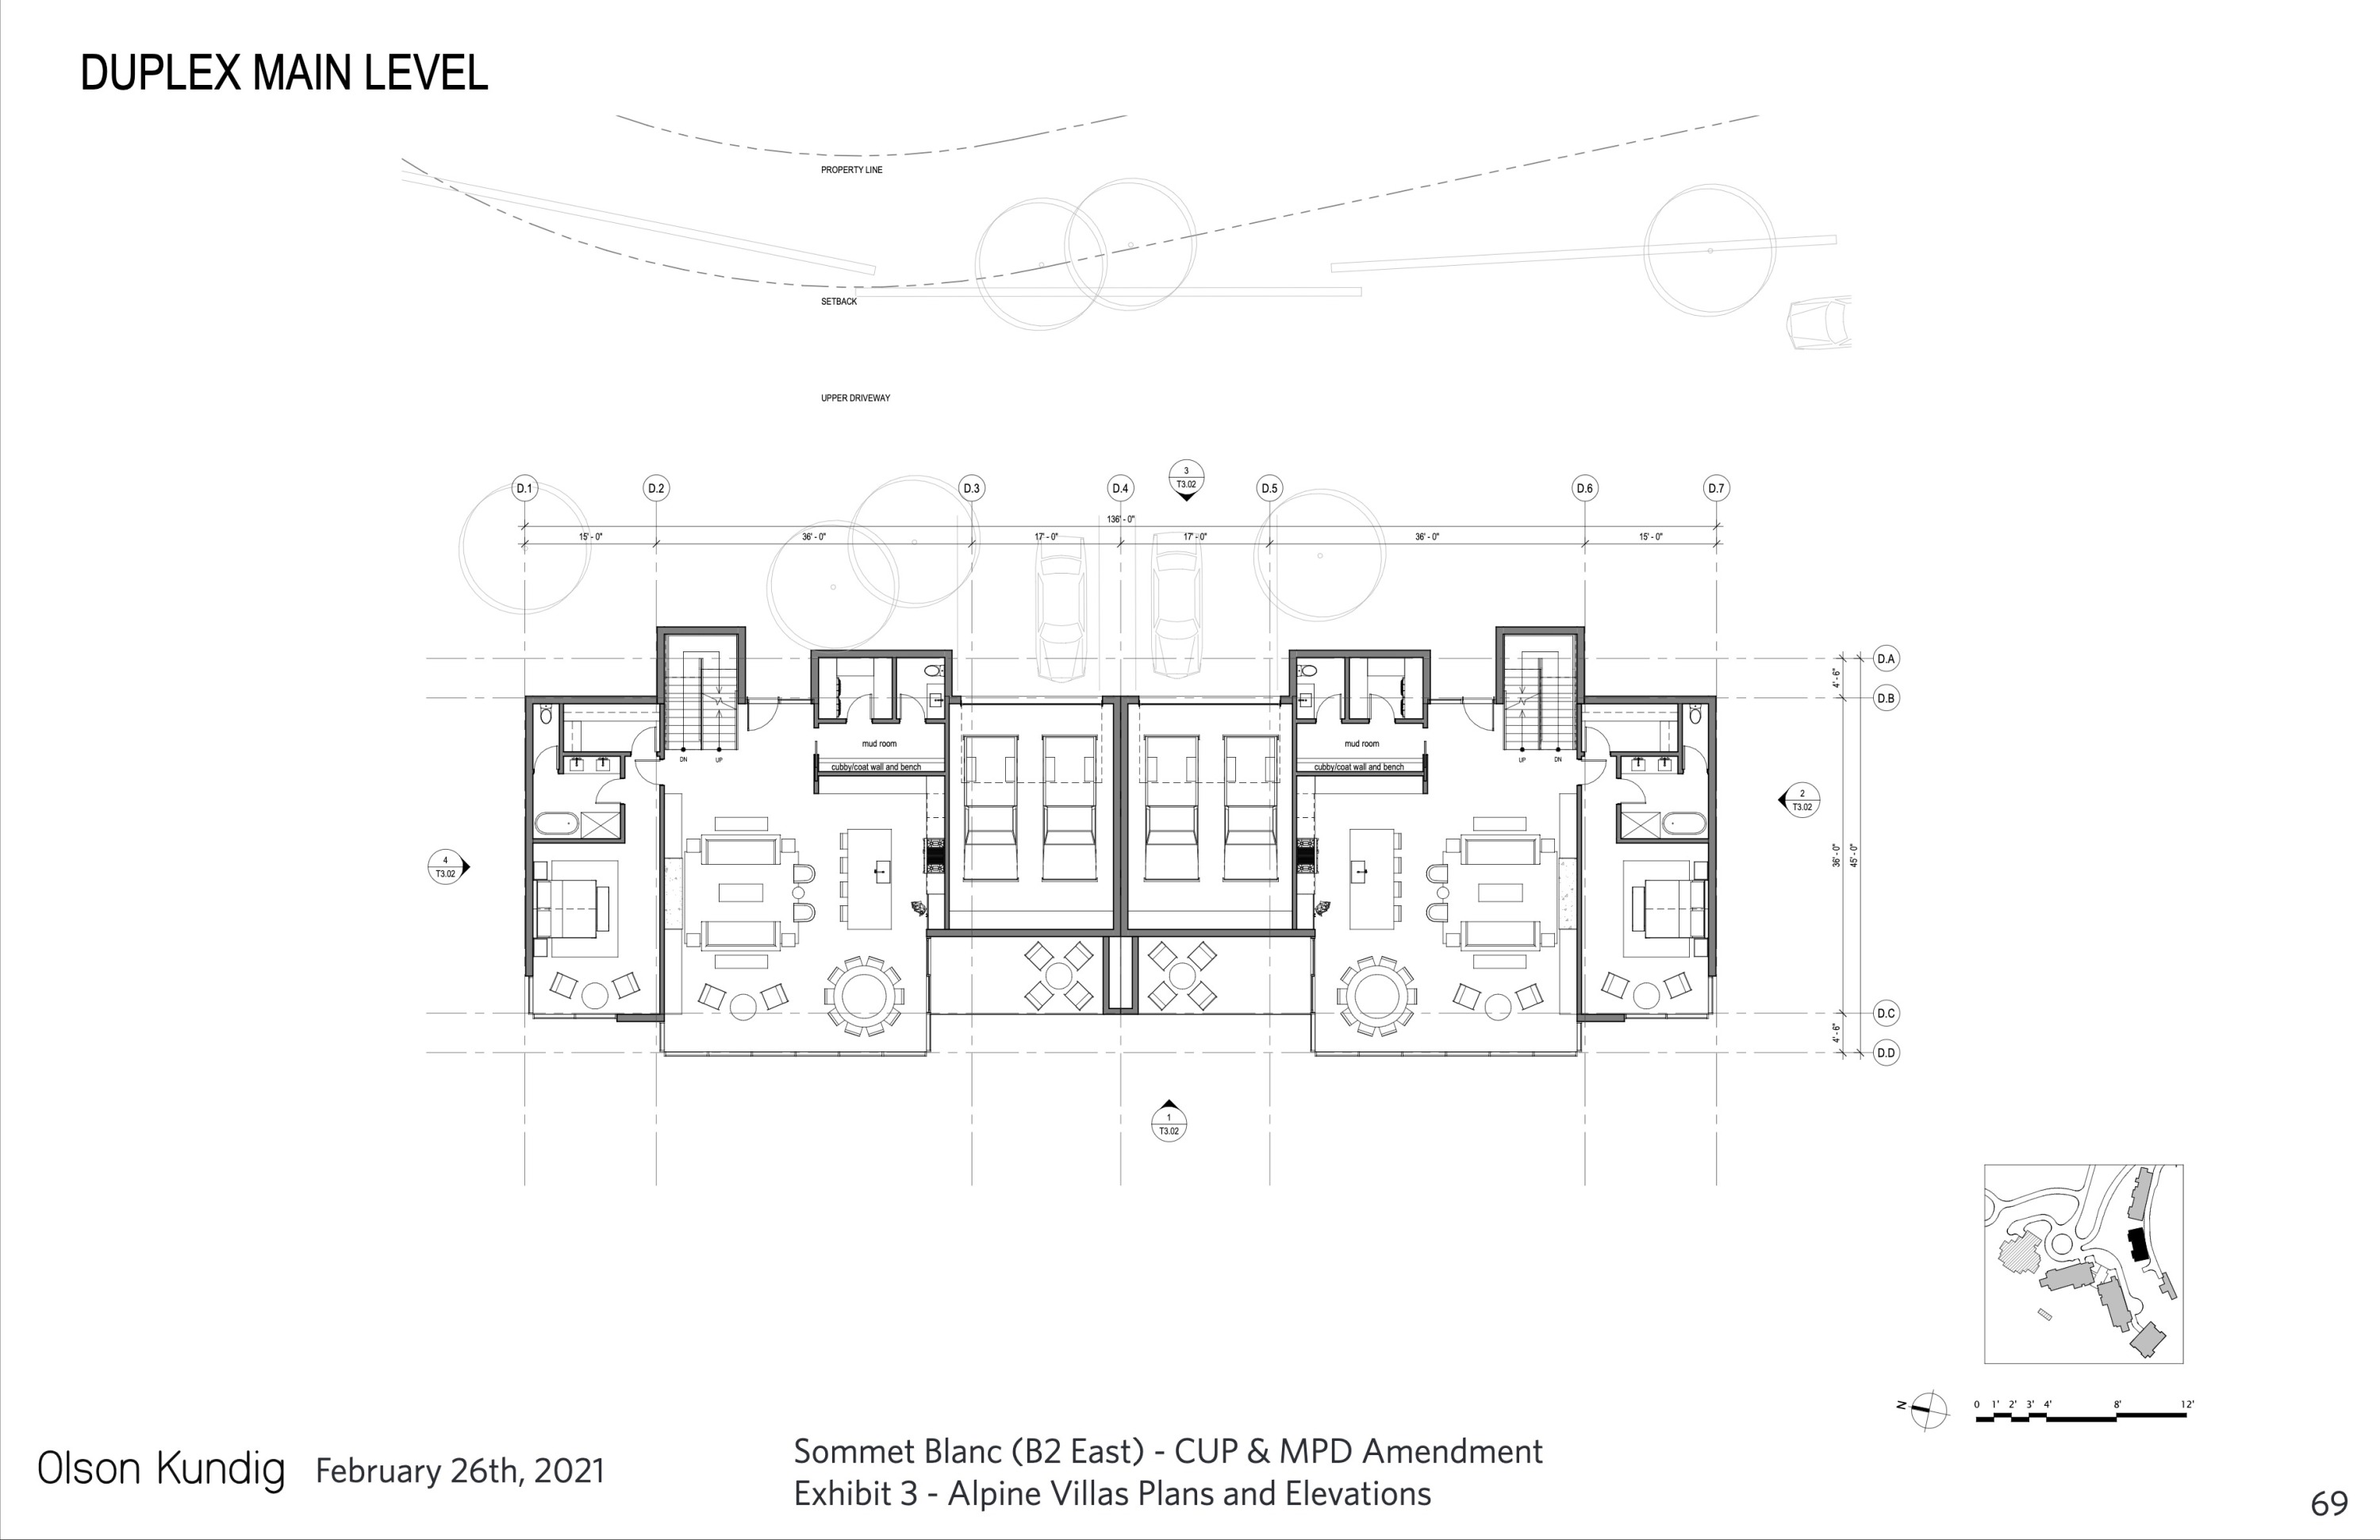 DUPLEX MAIN LEVEL
PROPERTY LINE
SETBACK
UPPER DRIVEWAY
3
T3.02
D.1
D.2
D.3
D.4
D.5
D.6
D.7
136' - 0"
15' - 0"
36' - 0"
17' - 0"
17' - 0"
36' - 0"
15' - 0"
D.A
4' - 6"
D.B
mud room
mud room
DN
UP
UP
DN
cubby/coat wall and bench
cubby/coat wall and bench
2
T3.02
4
T3.02
36' - 0"
45' - 0"
D.C
4' - 6"
D.D
1
T3.02
N
0 1' 2' 3' 4' 8' 12'
Olson Kundig
February 26th, 2021
Sommet Blanc (B2 East) - CUP & MPD Amendment
Exhibit 3 - Alpine Villas Plans and Elevations
69